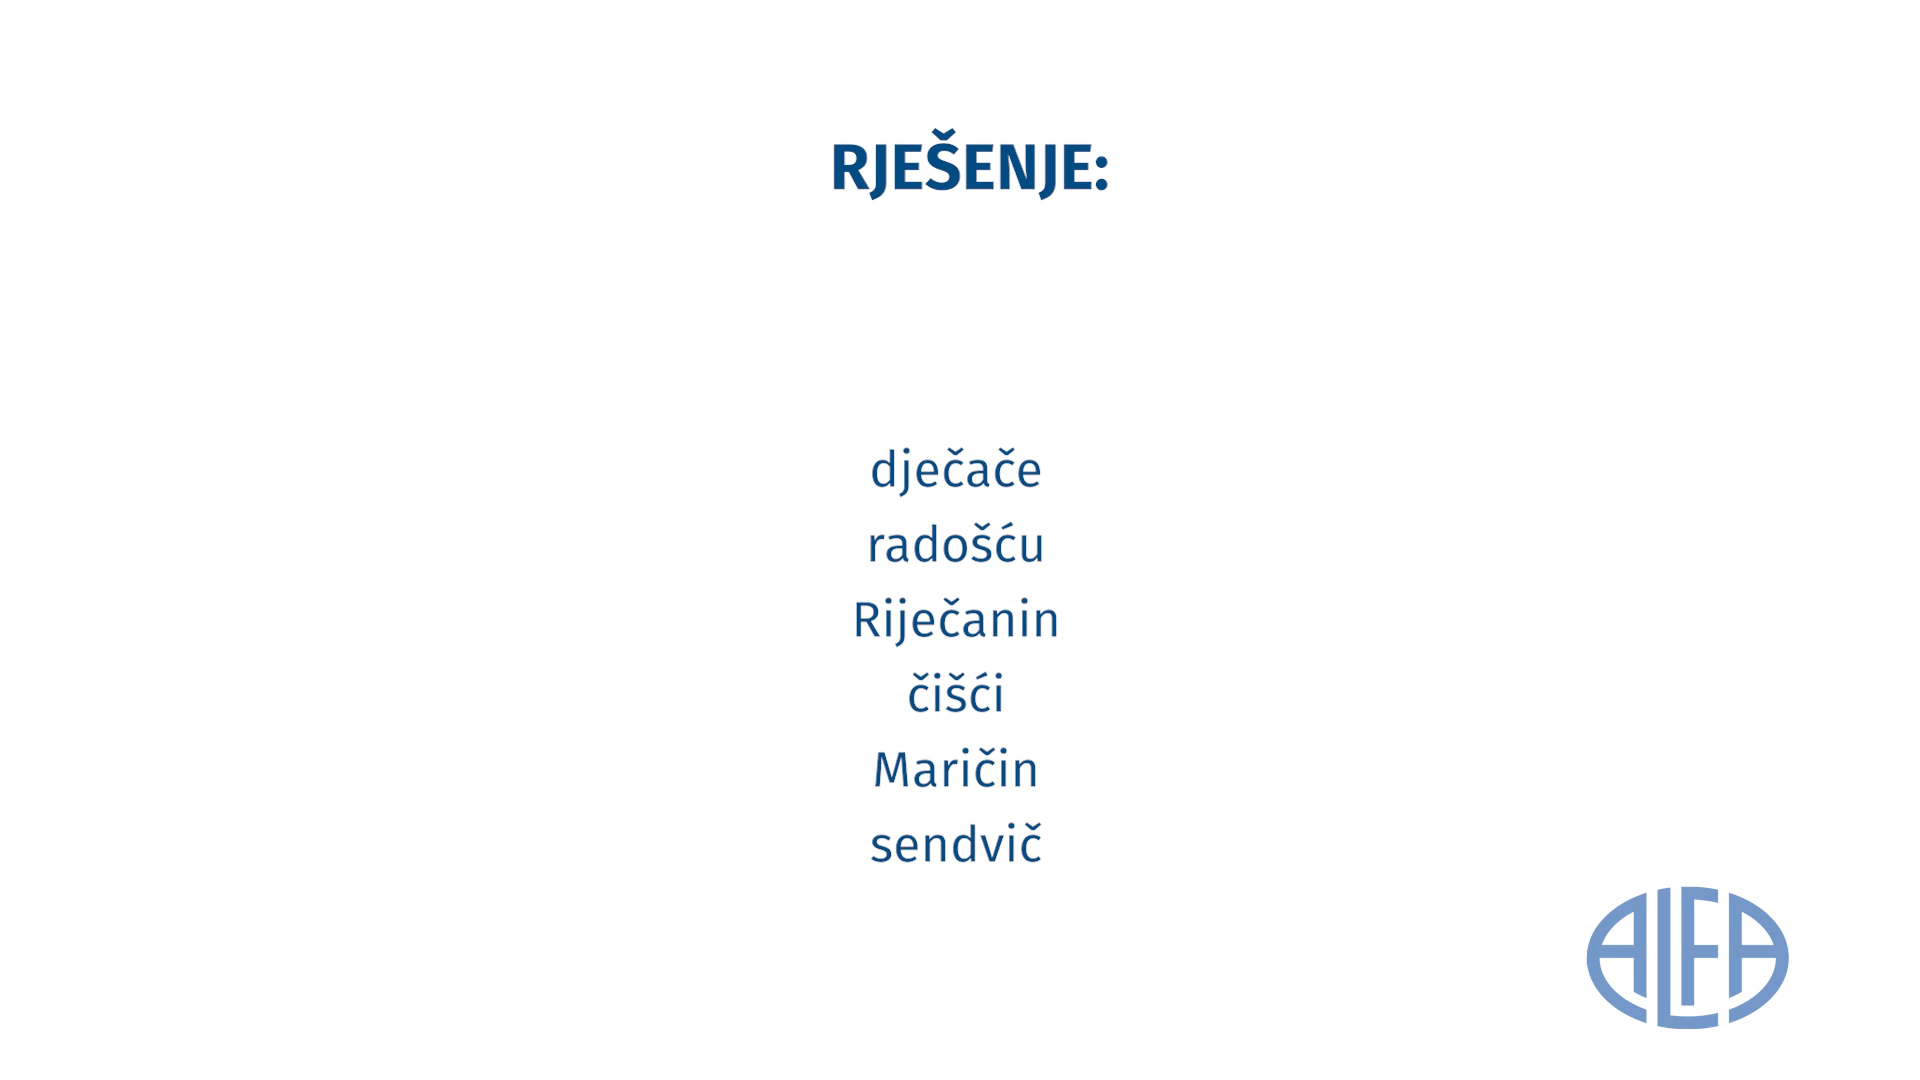 RJEŠENJE:
dječače
radošću
Riječanin
čišći
Maričin
sendvič
ALFA